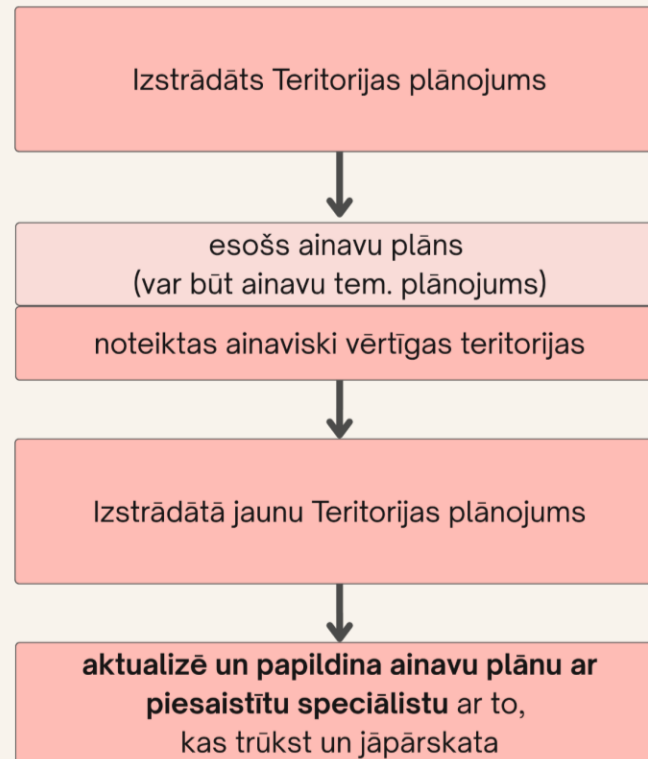 Izstrādāts Teritorijas plānojums
esošs ainavu plāns
(var būt ainavu tem. plānojums)
noteiktas ainaviski vērtīgas teritorijas
Izstrādātā jaunu Teritorijas plānojums
aktualizē un papildina ainavu plānu ar
piesaistītu speciālistu ar to,
kas trūkst un jāpārskata